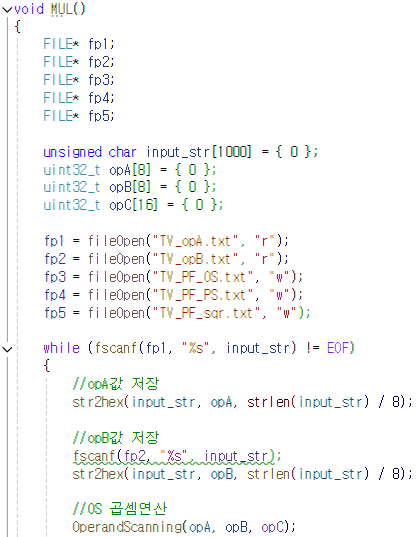 void MUL()
{
FILE* fp1;
FILE* fp2;
FILE* fp3;
FILE* fp4;
FILE* fp5;
unsigned char input_str[1000] = { 0 };
uint32_t opA[8] = { 0 };
uint32_t opB[8] = { 0 };
uint32_t opC[16] = { 0 };
fp1 = fileOpen("TV_opA.txt", "r");
fp2 = fileOpen("TV_opB.txt", "r");
fp3 = fileOpen("TV_PF_OS.txt", "w");
fp4 = fileOpen("TV_PF_PS.txt", "w");
fp5 = fileOpen("TV_PF_sqr.txt", "w");
while (fscanf(fp1, "%s", input_str) != EOF)
{
//opA값 저장
str2hex(input_str, opA, strlen(input_str) / 8);
//opB값 저장
fscanf(fp2, "%s", input_str);
str2hex(input_str, opB, strlen(input_str) / 8);
//OS 곱셈연산
OperandScanning(opA, opB, opC);